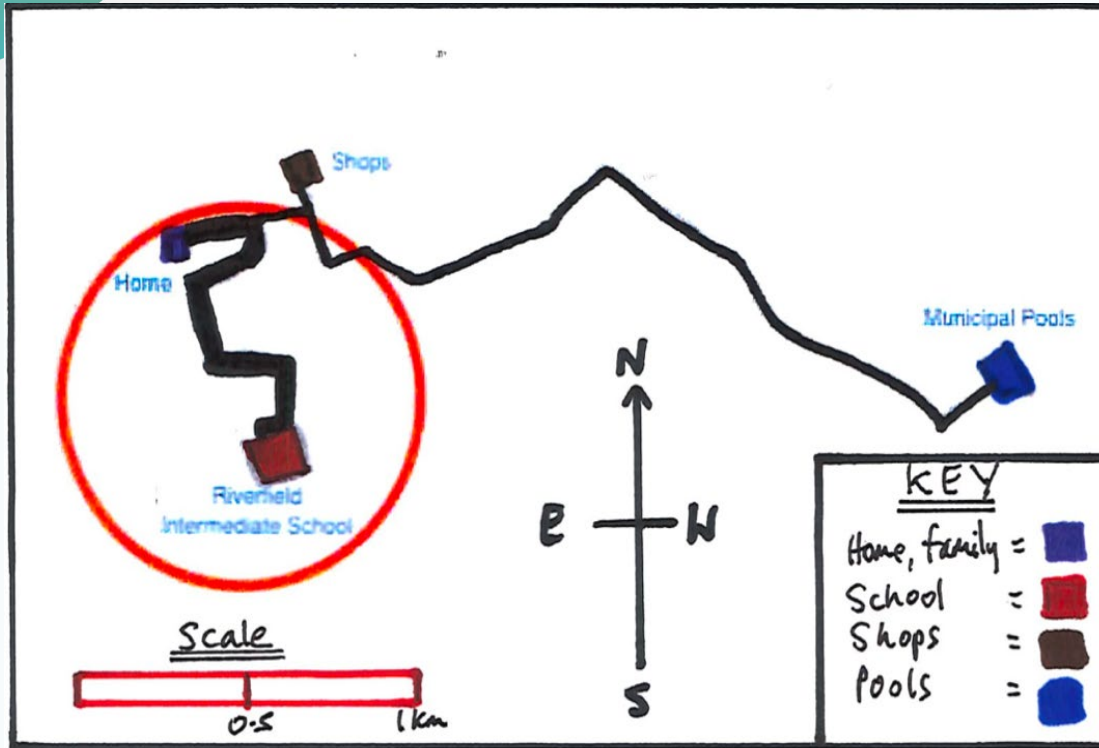 Shops
Home
Municipal Pools
N
E W
S
Riverfield
Intermediate School
Scale
0.5 1km
KEY
Home, family =
School =
Shops =
Pools =